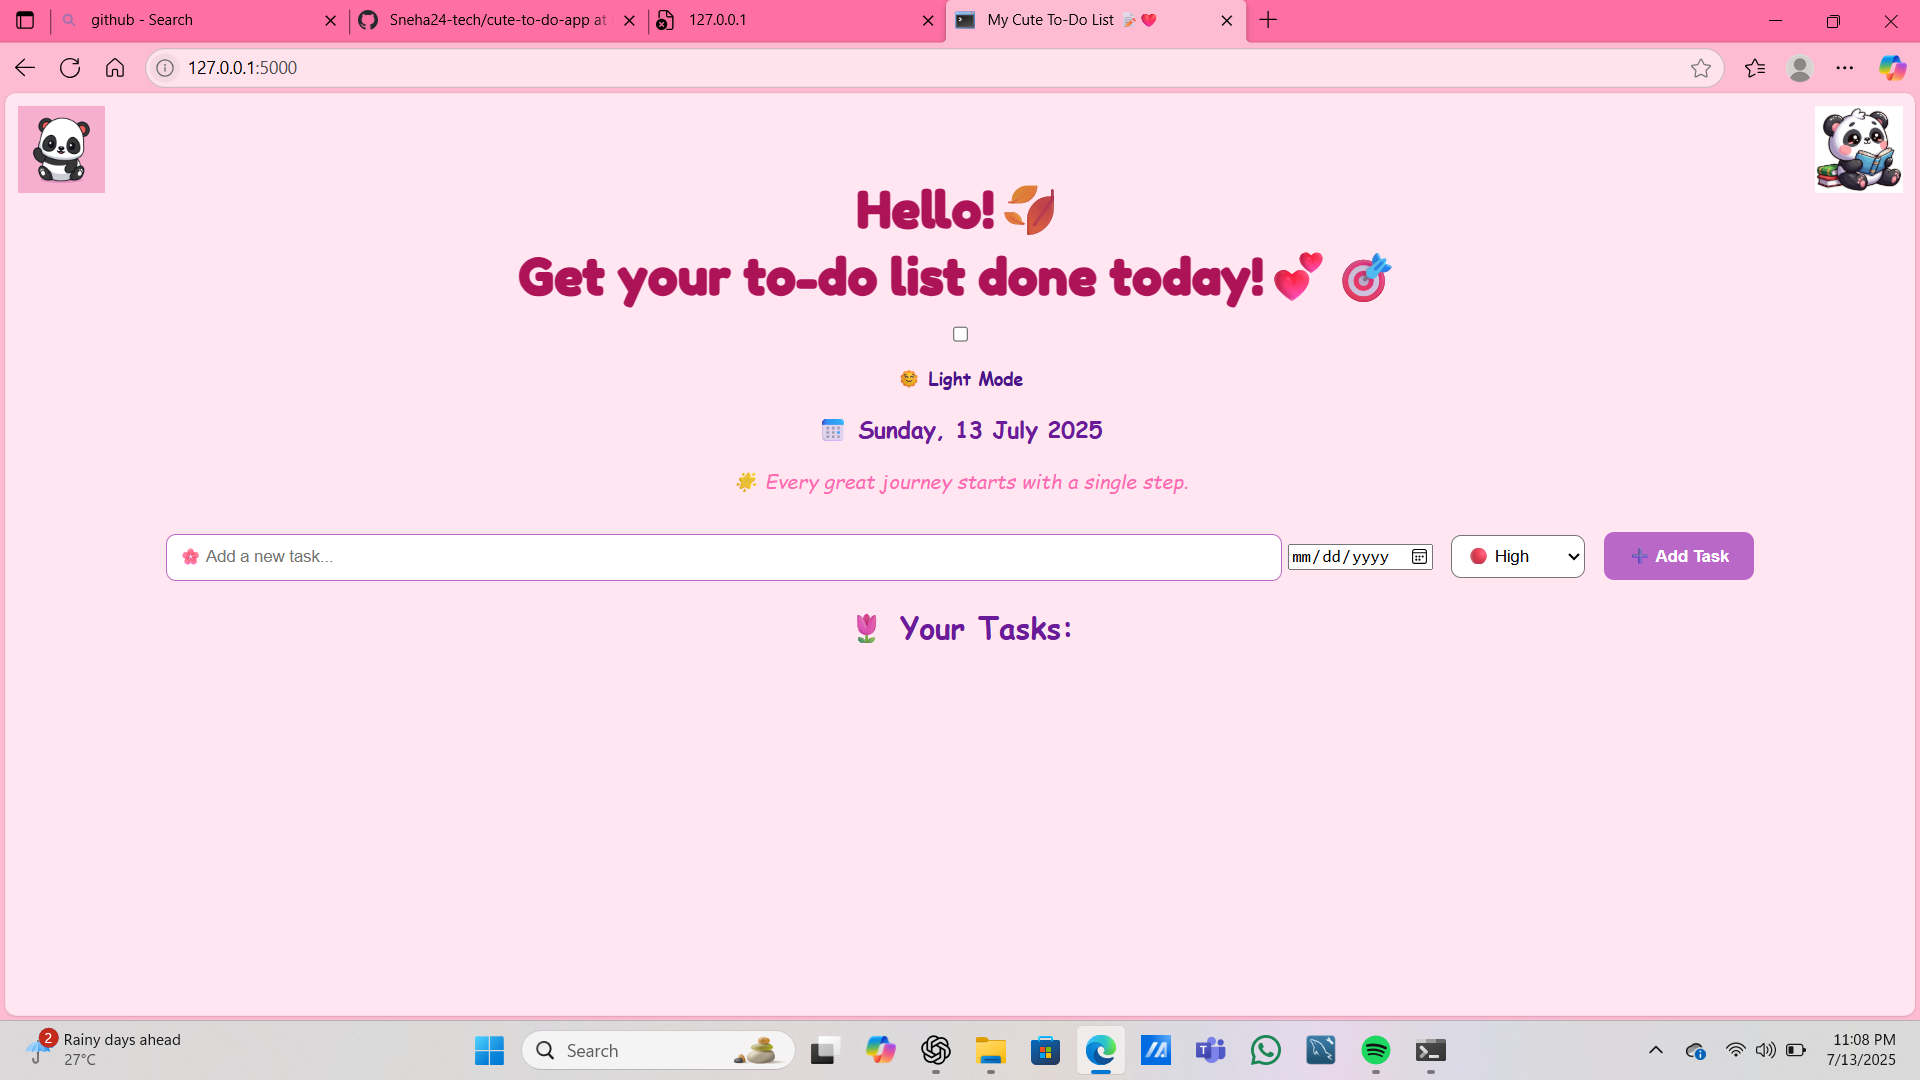 github - Search
Sneha24-tech/cute-to-do-app at
127.0.0.1
My Cute To-Do List
127.0.0.1:5000
Hello!
Get your to-do list done today!
Light Mode
Sunday, 13 July 2025
Every great journey starts with a single step.
Add a new task...
mm/dd/yyyy
High
Add Task
Your Tasks:
2
Rainy days ahead
27°C
Search
11:08 PM
7/13/2025